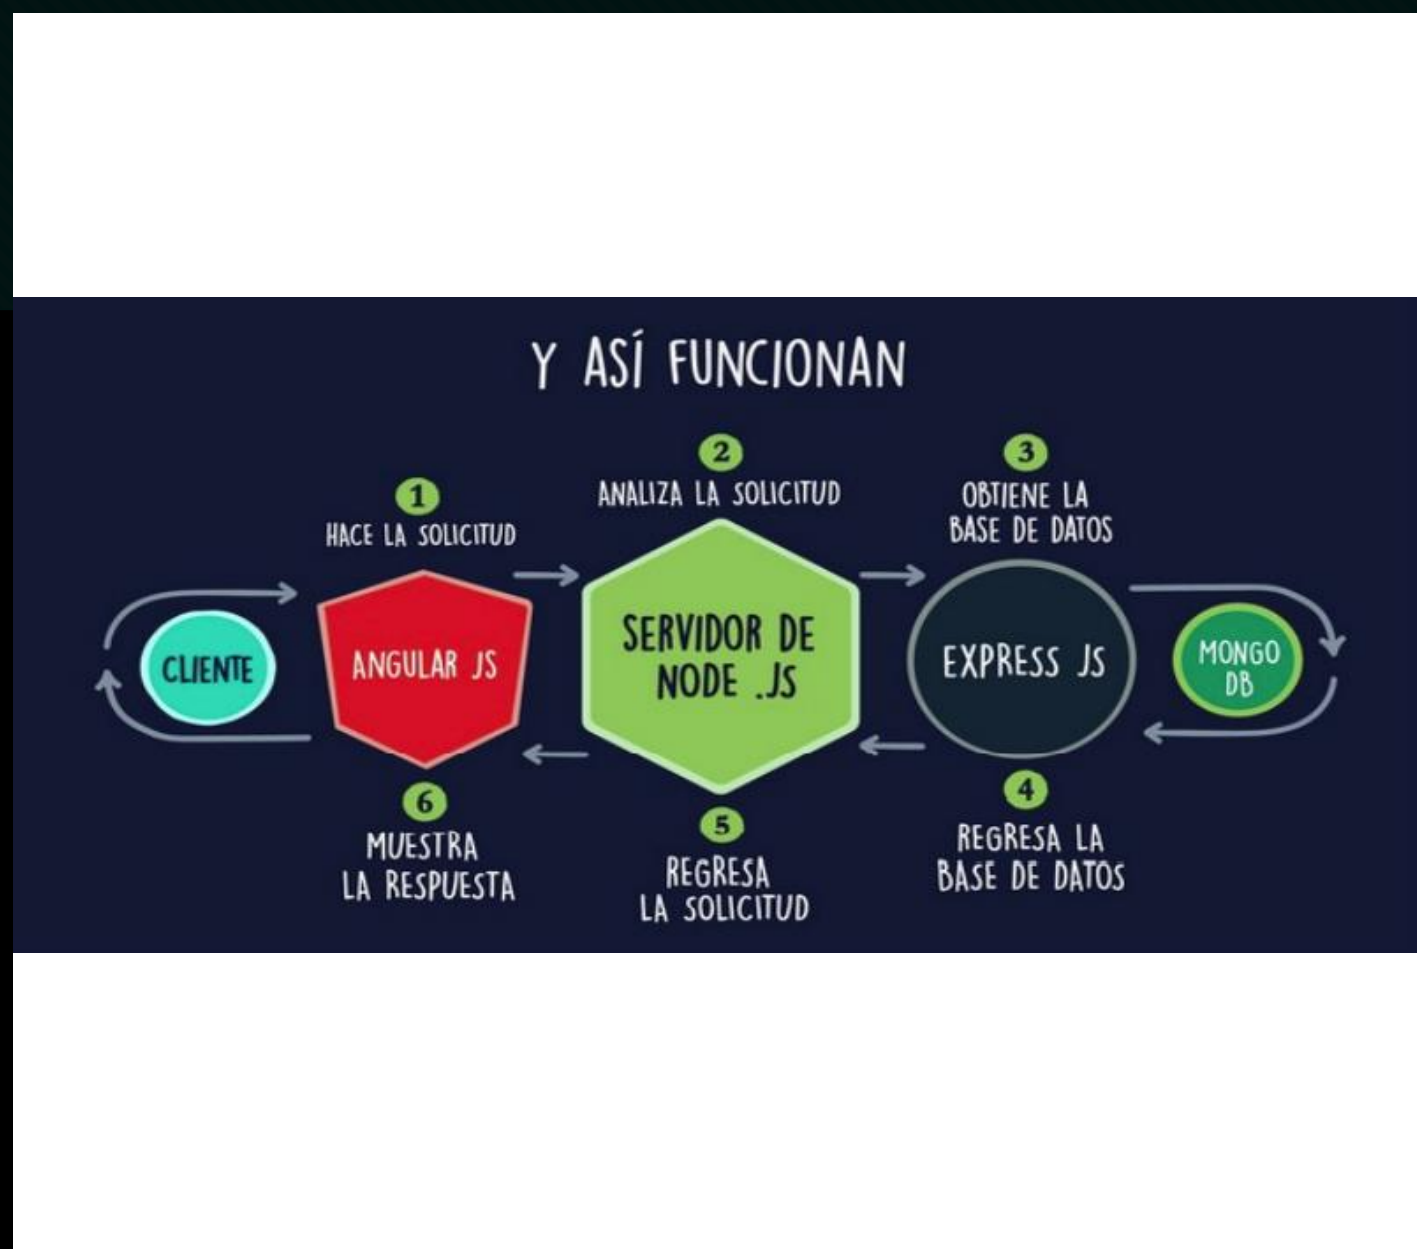 Y ASÍ FUNCIONAN
1
HACE LA SOLICITUD
2
ANALIZA LA SOLICITUD
3
OBTIENE LA
BASE DE DATOS
CLIENTE
ANGULAR JS
SERVIDOR DE
NODE .JS
EXPRESS JS
MONGO
DB
6
MUESTRA
LA RESPUESTA
5
REGRESA
LA SOLICITUD
4
REGRESA LA
BASE DE DATOS